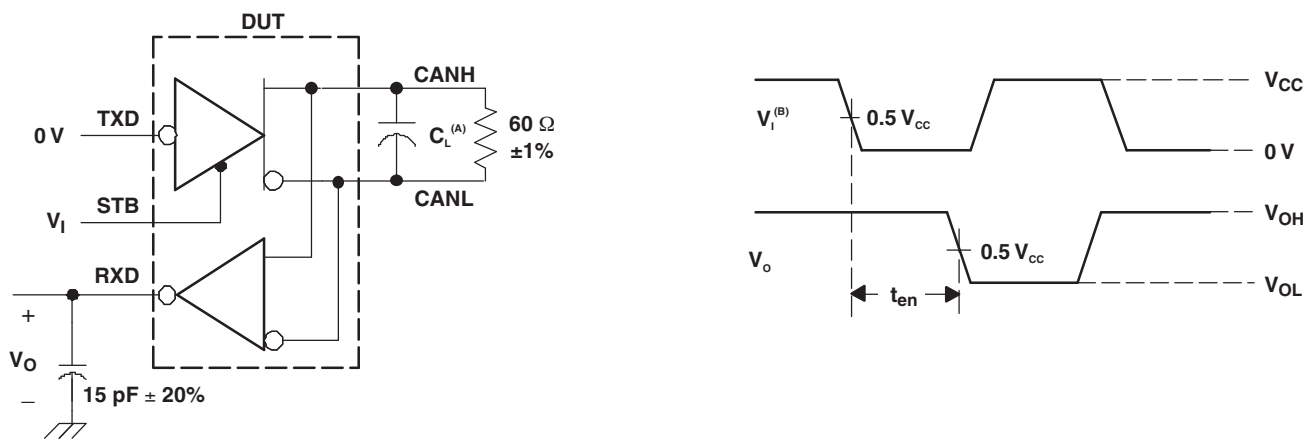 DUT
CANH
0 V TXD
C_L^(A)
60 Ω
±1%
STB
V_I
CANL
RXD
+
V_O
−
15 pF ± 20%
V_CC
V_I^(B)
0.5 V_CC
0 V
V_OH
V_O
0.5 V_CC
t_en
V_OL